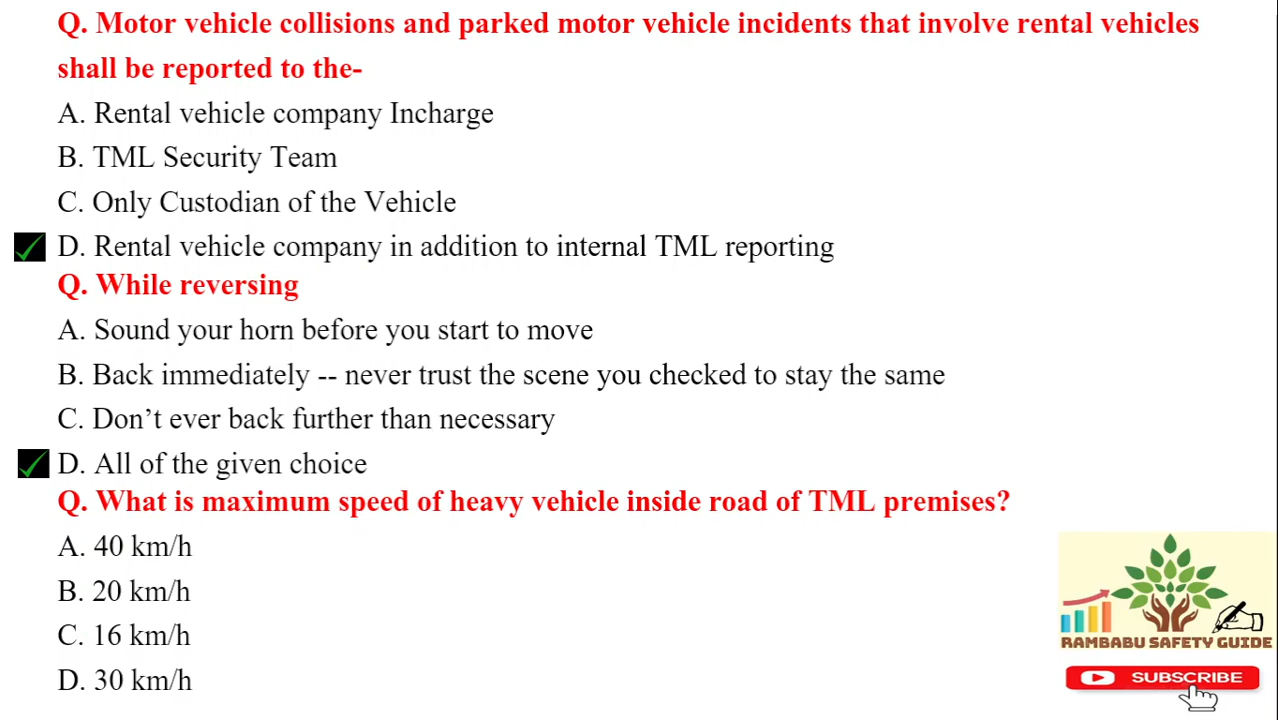 Q. Motor vehicle collisions and parked motor vehicle incidents that involve rental vehicles
shall be reported to the-
A. Rental vehicle company Incharge
B. TML Security Team
C. Only Custodian of the Vehicle
D. Rental vehicle company in addition to internal TML reporting
Q. While reversing
A. Sound your horn before you start to move
B. Back immediately -- never trust the scene you checked to stay the same
C. Don’t ever back further than necessary
D. All of the given choice
Q. What is maximum speed of heavy vehicle inside road of TML premises?
A. 40 km/h
B. 20 km/h
C. 16 km/h
D. 30 km/h
RAMBABU SAFETY GUIDE
SUBSCRIBE